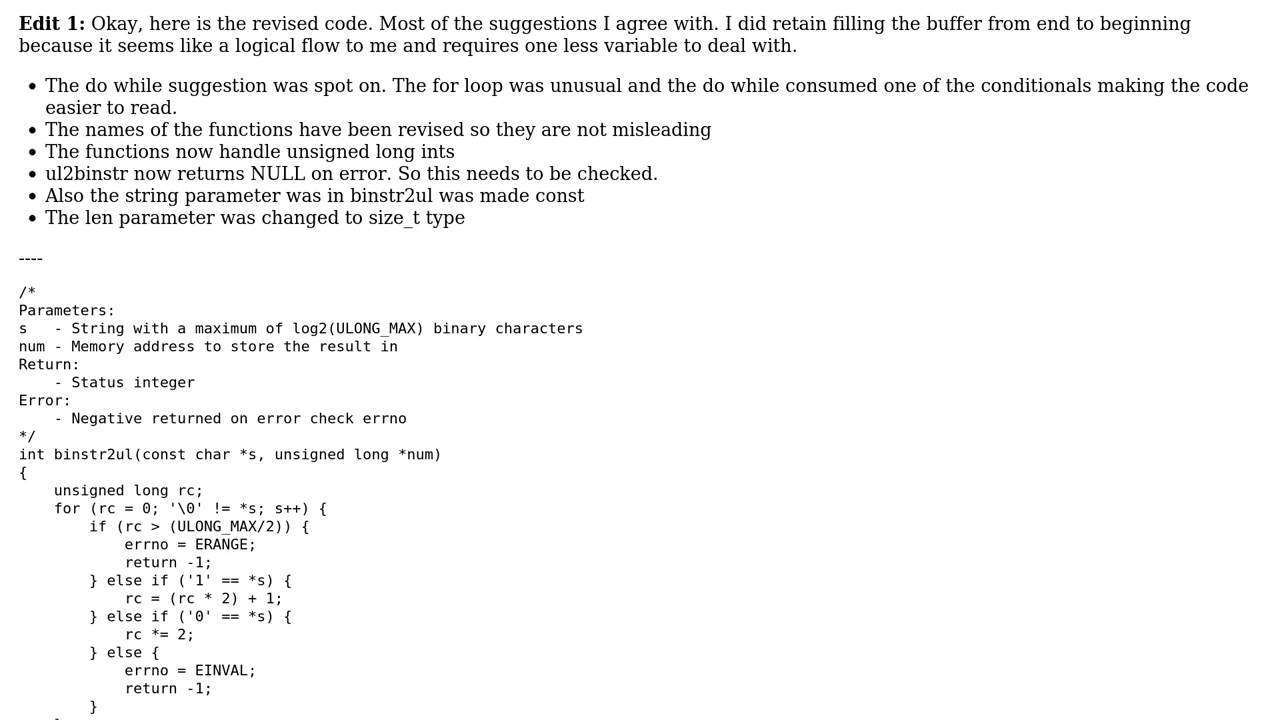 Edit 1: Okay, here is the revised code. Most of the suggestions I agree with. I did retain filling the buffer from end to beginning
because it seems like a logical flow to me and requires one less variable to deal with.
• The do while suggestion was spot on. The for loop was unusual and the do while consumed one of the conditionals making the code
easier to read.
• The names of the functions have been revised so they are not misleading
• The functions now handle unsigned long ints
• ul2binstr now returns NULL on error. So this needs to be checked.
• Also the string parameter was in binstr2ul was made const
• The len parameter was changed to size_t type
----
/*
Parameters:
s   - String with a maximum of log2(ULONG_MAX) binary characters
num - Memory address to store the result in
Return:
    - Status integer
Error:
    - Negative returned on error check errno
*/
int binstr2ul(const char *s, unsigned long *num)
{
    unsigned long rc;
    for (rc = 0; '\0' != *s; s++) {
        if (rc > (ULONG_MAX/2)) {
            errno = ERANGE;
            return -1;
        } else if ('1' == *s) {
            rc = (rc * 2) + 1;
        } else if ('0' == *s) {
            rc *= 2;
        } else {
            errno = EINVAL;
            return -1;
        }